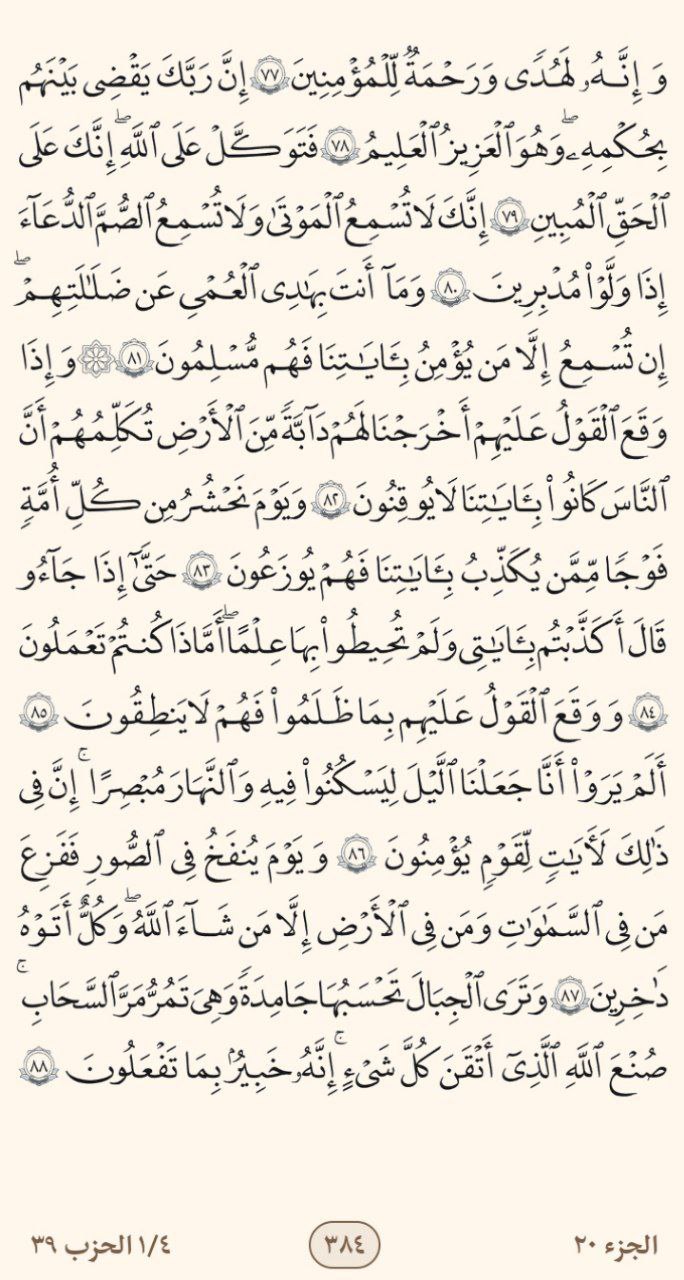 وَإِنَّهُۥ لَهُدٗى وَرَحۡمَةٞ لِّلۡمُؤۡمِنِينَ ٧٧ إِنَّ رَبَّكَ يَقۡضِي بَيۡنَهُم
بِحُكۡمِهِۦۖ وَهُوَ ٱلۡعَزِيزُ ٱلۡعَلِيمُ ٧٨ فَتَوَكَّلۡ عَلَى ٱللَّهِۖ إِنَّكَ عَلَى
ٱلۡحَقِّ ٱلۡمُبِينِ ٧٩ إِنَّكَ لَا تُسۡمِعُ ٱلۡمَوۡتَىٰ وَلَا تُسۡمِعُ ٱلصُّمَّ ٱلدُّعَآءَ
إِذَا وَلَّوۡاْ مُدۡبِرِينَ ٨٠ وَمَآ أَنتَ بِهَٰدِي ٱلۡعُمۡيِ عَن ضَلَٰلَتِهِمۡۖ
إِن تُسۡمِعُ إِلَّا مَن يُؤۡمِنُ بِـَٔايَٰتِنَا فَهُم مُّسۡلِمُونَ ٨١ ۞ وَإِذَا
وَقَعَ ٱلۡقَوۡلُ عَلَيۡهِمۡ أَخۡرَجۡنَا لَهُمۡ دَآبَّةٗ مِّنَ ٱلۡأَرۡضِ تُكَلِّمُهُمۡ أَنَّ
ٱلنَّاسَ كَانُواْ بِـَٔايَٰتِنَا لَا يُوقِنُونَ ٨٢ وَيَوۡمَ نَحۡشُرُ مِن كُلِّ أُمَّةٖ
فَوۡجٗا مِّمَّن يُكَذِّبُ بِـَٔايَٰتِنَا فَهُمۡ يُوزَعُونَ ٨٣ حَتَّىٰٓ إِذَا جَآءُو
قَالَ أَكَذَّبۡتُم بِـَٔايَٰتِي وَلَمۡ تُحِيطُواْ بِهَا عِلۡمًاۖ أَمَّاذَا كُنتُمۡ تَعۡمَلُونَ
٨٤ وَوَقَعَ ٱلۡقَوۡلُ عَلَيۡهِم بِمَا ظَلَمُواْ فَهُمۡ لَا يَنطِقُونَ ٨٥
أَلَمۡ يَرَوۡاْ أَنَّا جَعَلۡنَا ٱلَّيۡلَ لِيَسۡكُنُواْ فِيهِ وَٱلنَّهَارَ مُبۡصِرًاۚ إِنَّ فِي
ذَٰلِكَ لَأٓيَٰتٖ لِّقَوۡمٖ يُؤۡمِنُونَ ٨٦ وَيَوۡمَ يُنفَخُ فِي ٱلصُّورِ فَفَزِعَ
مَن فِي ٱلسَّمَٰوَٰتِ وَمَن فِي ٱلۡأَرۡضِ إِلَّا مَن شَآءَ ٱللَّهُۖ وَكُلٌّ أَتَوۡهُ
دَٰخِرِينَ ٨٧ وَتَرَى ٱلۡجِبَالَ تَحۡسَبُهَا جَامِدَةٗ وَهِيَ تَمُرُّ مَرَّ ٱلسَّحَابِۚ
صُنۡعَ ٱللَّهِ ٱلَّذِيٓ أَتۡقَنَ كُلَّ شَيۡءٍۚ إِنَّهُۥ خَبِيرُۢ بِمَا تَفۡعَلُونَ ٨٨
الجزء ٢٠ ٣٨٤ ١/٤ الحزب ٣٩